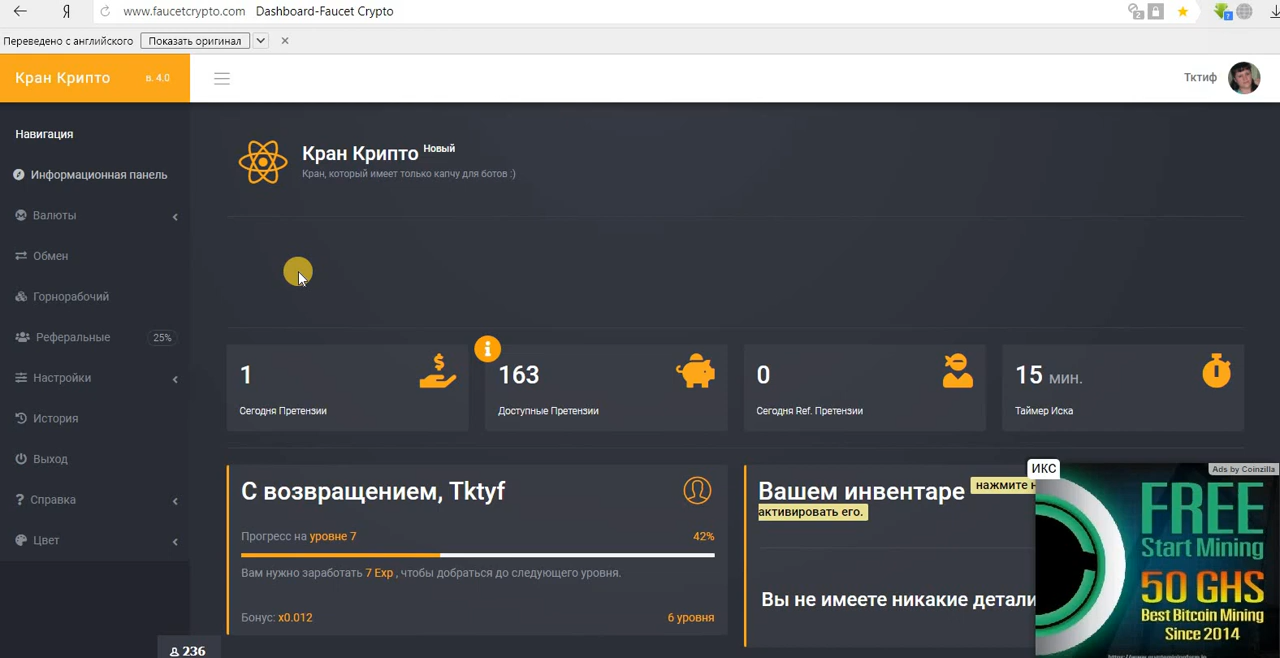 Я www.faucetcrypto.com Dashboard-Faucet Crypto
Переведено с английского Показать оригинал
Кран Крипто в. 4.0
Тктиф
Навигация
Информационная панель
Валюты
Обмен
Горнорабочий
Реферальные 25%
Настройки
История
Выход
Справка
Цвет
236
Кран Крипто Новый
Кран, который имеет только капчу для ботов :)
1
Сегодня Претензии
163
Доступные Претензии
0
Сегодня Ref. Претензии
15 мин.
Таймер Иска
С возвращением, Tktyf
Прогресс на уровне 7 42%
Вам нужно заработать 7 Exp , чтобы добраться до следующего уровня.
Бонус: x0.012 6 уровня
Вашем инвентаре нажмите
активировать его.
Вы не имеете никакие детали
ИКС
Ads by Coinzilla
FREE
Start Mining
50 GHS
Best Bitcoin Mining
Since 2014